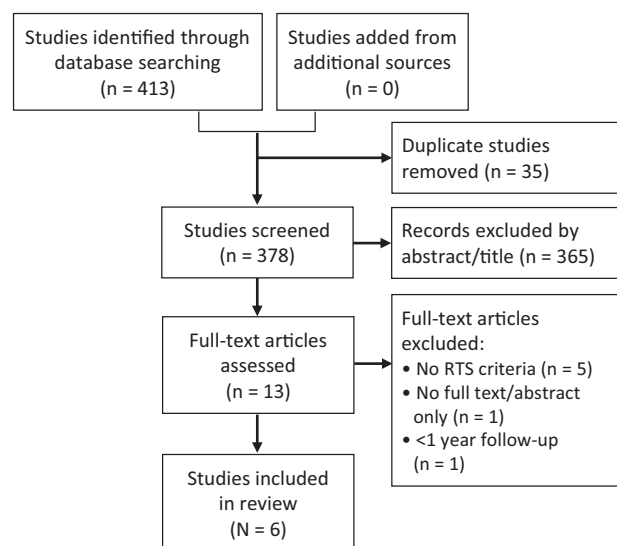 Studies identified through
database searching
(n = 413)
Studies added from
additional sources
(n = 0)
Duplicate studies
removed (n = 35)
Studies screened
(n = 378)
Records excluded by
abstract/title (n = 365)
Full-text articles
assessed
(n = 13)
Full-text articles
excluded:
• No RTS criteria (n = 5)
• No full text/abstract
only (n = 1)
• <1 year follow-up
(n = 1)
Studies included
in review
(N = 6)